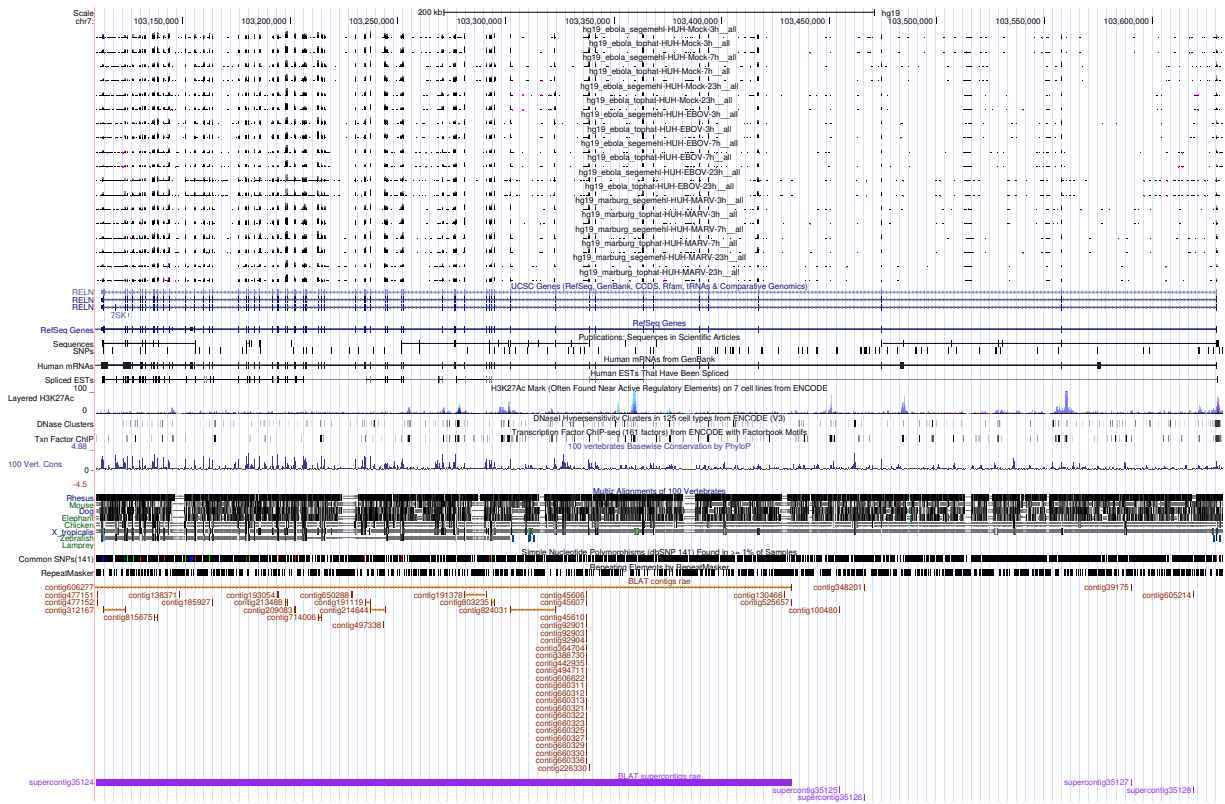 Scale 200 kb hg19
chr7: 103,150,000 103,200,000 103,250,000 103,300,000 103,350,000 103,400,000 103,450,000 103,500,000 103,550,000 103,600,000
hg19_ebola_segemehl-HUH-Mock-3h__all
hg19_ebola_tophat-HUH-Mock-3h__all
hg19_ebola_segemehl-HUH-Mock-7h__all
hg19_ebola_tophat-HUH-Mock-7h__all
hg19_ebola_segemehl-HUH-Mock-23h__all
hg19_ebola_tophat-HUH-Mock-23h__all
hg19_ebola_segemehl-HUH-EBOV-3h__all
hg19_ebola_tophat-HUH-EBOV-3h__all
hg19_ebola_segemehl-HUH-EBOV-7h__all
hg19_ebola_tophat-HUH-EBOV-7h__all
hg19_ebola_segemehl-HUH-EBOV-23h__all
hg19_ebola_tophat-HUH-EBOV-23h__all
hg19_marburg_segemehl-HUH-MARV-3h__all
hg19_marburg_tophat-HUH-MARV-3h__all
hg19_marburg_segemehl-HUH-MARV-7h__all
hg19_marburg_tophat-HUH-MARV-7h__all
hg19_marburg_segemehl-HUH-MARV-23h__all
hg19_marburg_tophat-HUH-MARV-23h__all
UCSC Genes (RefSeq, GenBank, CCDS, Rfam, tRNAs & Comparative Genomics)
RELN
RELN
RELN
7SK
RefSeq Genes
RefSeq Genes
Publications: Sequences in Scientific Articles
Sequences
SNPs
Human mRNAs from GenBank
Human mRNAs
Human ESTs That Have Been Spliced
Spliced ESTs
H3K27Ac Mark (Often Found Near Active Regulatory Elements) on 7 cell lines from ENCODE
100
Layered H3K27Ac
0
DNaseI Hypersensitivity Clusters in 125 cell types from ENCODE (V3)
DNase Clusters
Transcription Factor ChIP-seq (161 factors) from ENCODE with Factorbook Motifs
Txn Factor ChIP
100 vertebrates Basewise Conservation by PhyloP
4.88
100 Vert. Cons
0
-4.5
Multiz Alignments of 100 Vertebrates
Rhesus
Mouse
Dog
Elephant
Chicken
X_tropicalis
Zebrafish
Lamprey
Simple Nucleotide Polymorphisms (dbSNP 141) Found in >= 1% of Samples
Common SNPs(141)
Repeating Elements by RepeatMasker
RepeatMasker
BLAT contigs rae
contig606277 contig348201 contig39175
contig477151 contig138371 contig193054 contig650288 contig191378 contig45606 contig130466 contig605214
contig477152 contig185927 contig213488 contig191119 contig803235 contig45607 contig525657
contig312167 contig209083 contig214644 contig824031 contig100480
contig815675 contig714006 contig45610
contig497338 contig92901
contig92903
contig92904
contig364704
contig388730
contig442935
contig494711
contig606622
contig660311
contig660312
contig660313
contig660321
contig660322
contig660323
contig660325
contig660327
contig660329
contig660330
contig660336
contig226330
BLAT supercontigs rae
supercontig35124 supercontig35127
supercontig35125 supercontig35128
supercontig35126